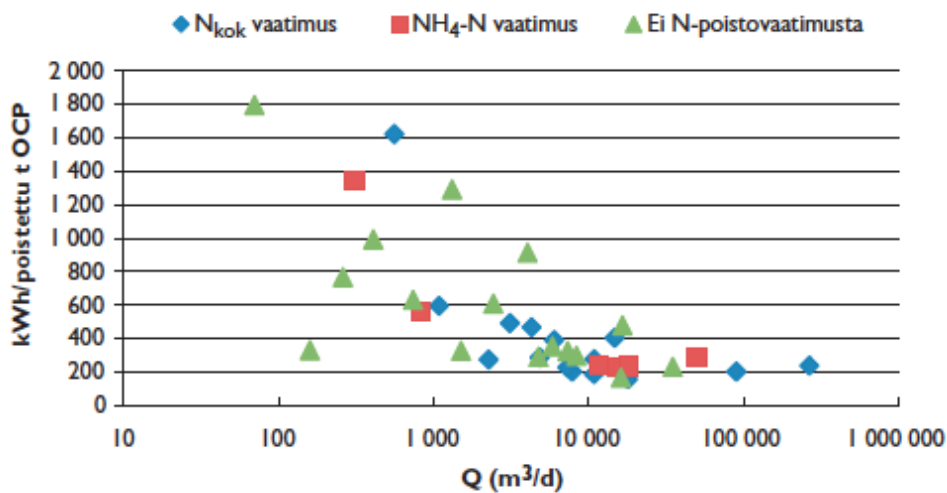 N_kok vaatimus NH₄-N vaatimus Ei N-poistovaatimusta
kWh/poistettu t OCP
2 000
1 800
1 600
1 400
1 200
1 000
800
600
400
200
0
10 100 1 000 10 000 100 000 1 000 000
Q (m³/d)